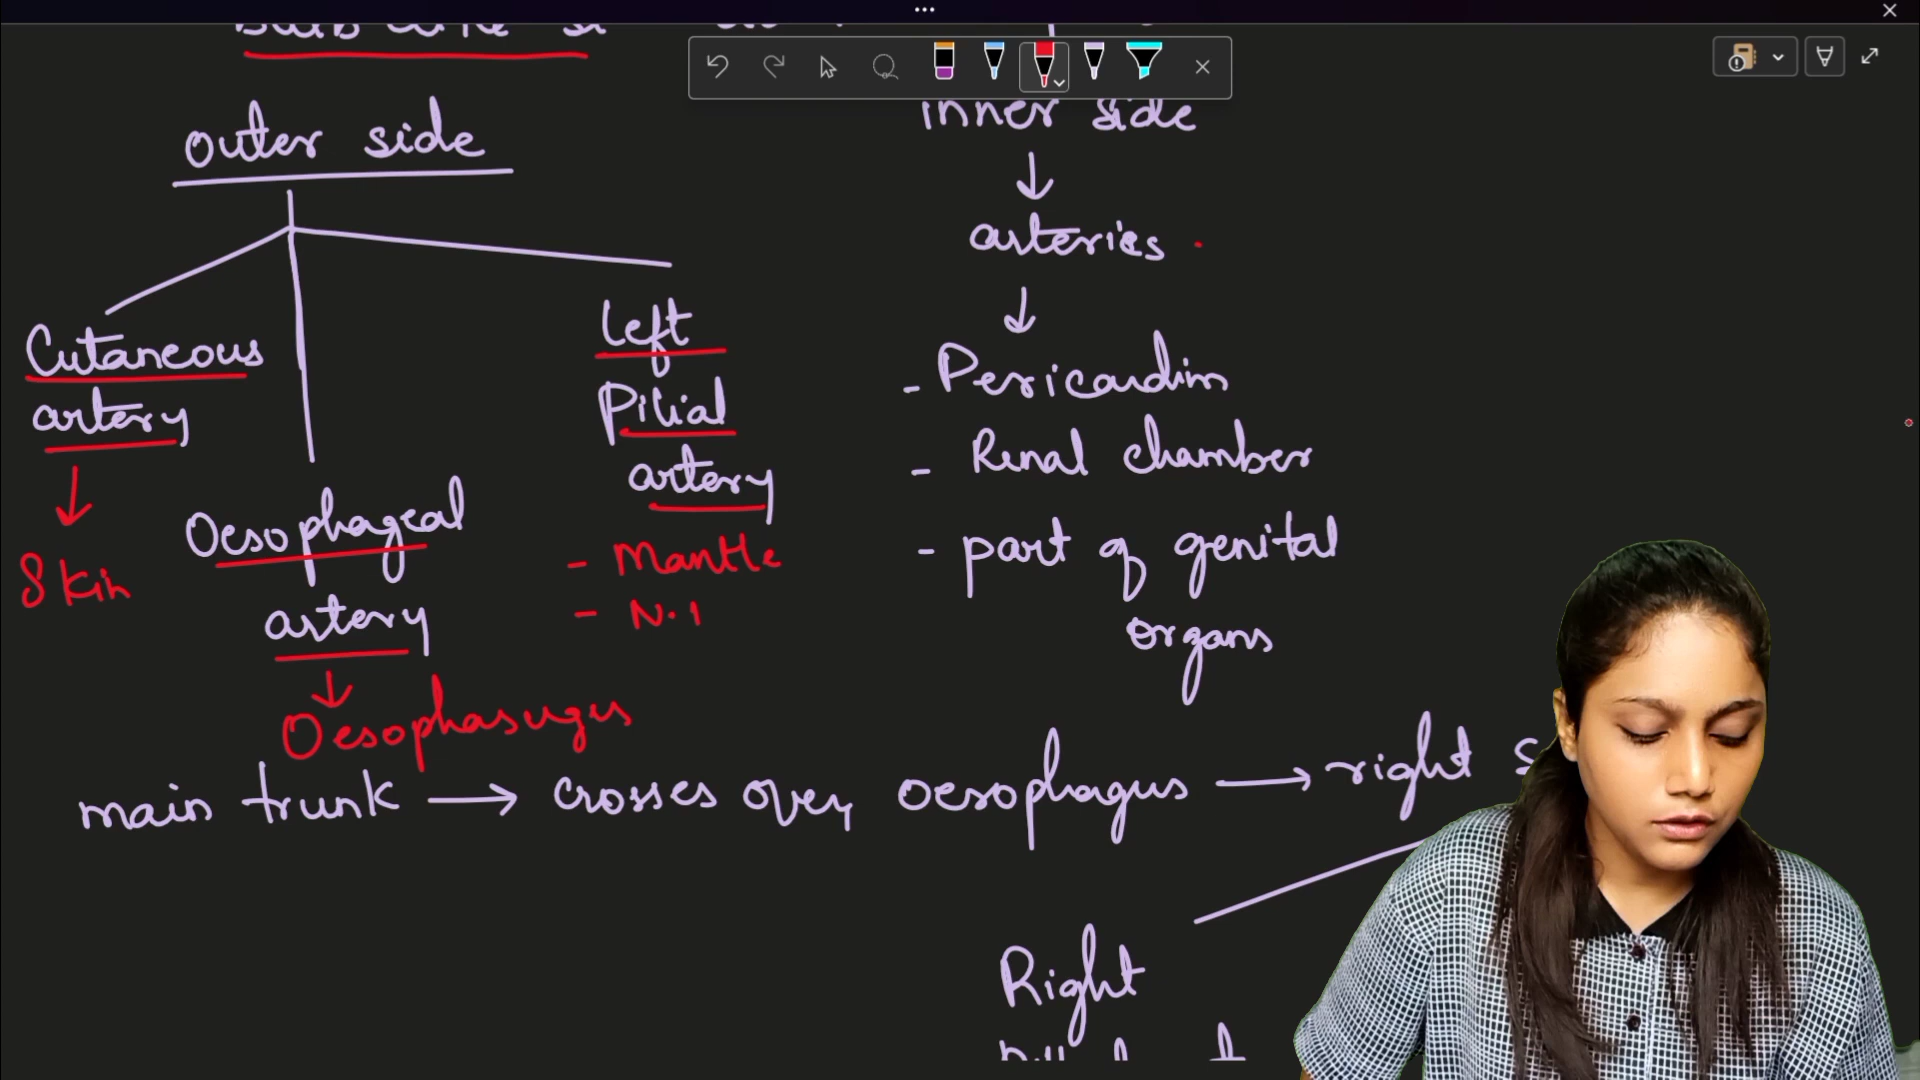 outer side
inner side
arteries
Cutaneous
artery
Skin
Oesophageal
artery
Oesophasugus
Left
Pilial
artery
- Mantle
- N.1
- Pericardim
- Renal chamber
- part of genital
organs
main trunk → crosses over oesophagus → right s
Right